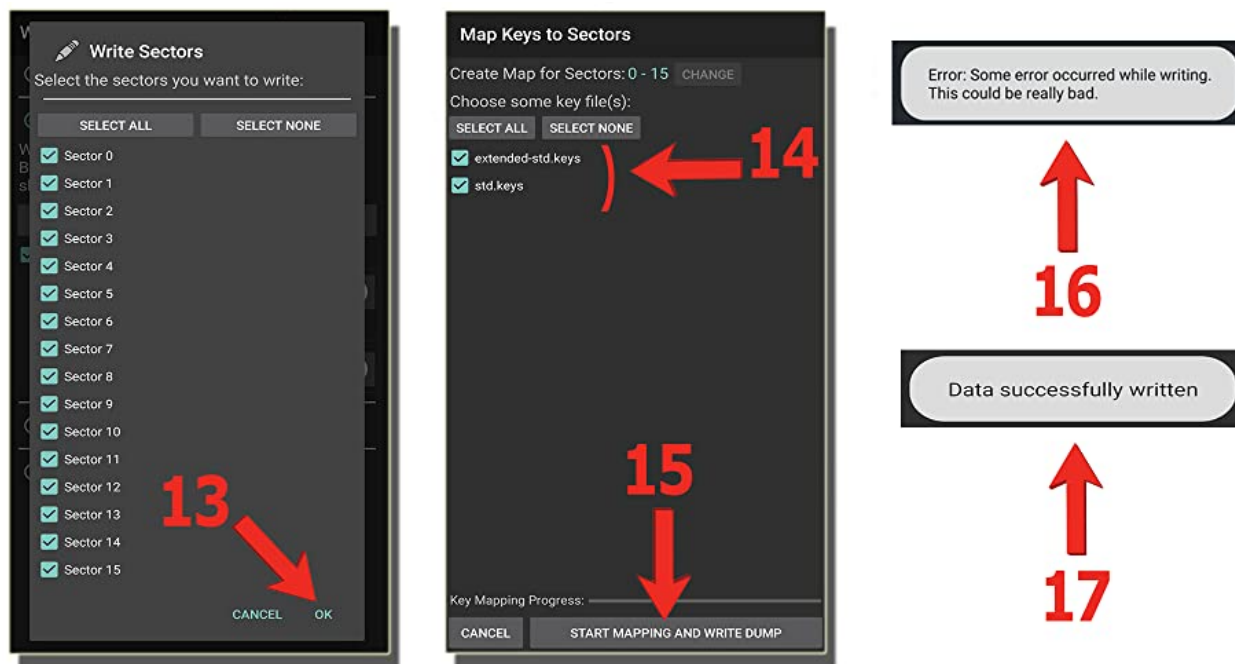 Write Sectors
Select the sectors you want to write:
SELECT ALL SELECT NONE
Sector 0
Sector 1
Sector 2
Sector 3
Sector 4
Sector 5
Sector 6
Sector 7
Sector 8
Sector 9
Sector 10
Sector 11
Sector 12
Sector 13
Sector 14
Sector 15
13
CANCEL OK
Map Keys to Sectors
Create Map for Sectors: 0 - 15 CHANGE
Choose some key file(s):
SELECT ALL SELECT NONE
extended-std.keys
std.keys
14
15
Key Mapping Progress:
CANCEL START MAPPING AND WRITE DUMP
Error: Some error occurred while writing.
This could be really bad.
16
Data successfully written
17